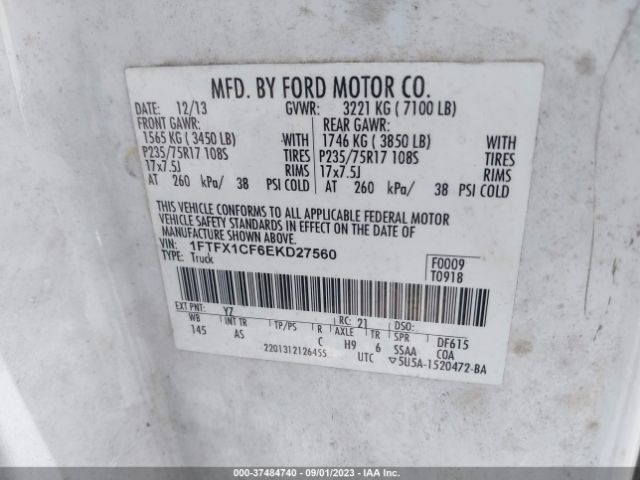 MFD. BY FORD MOTOR CO.
DATE: 12/13 GVWR: 3221 KG ( 7100 LB)
FRONT GAWR: REAR GAWR:
1565 KG ( 3450 LB) WITH 1746 KG ( 3850 LB) WITH
P235/75R17 108S TIRES P235/75R17 108S TIRES
17x7.5J RIMS 17x7.5J RIMS
AT 260 kPa/ 38 PSI COLD AT 260 kPa/ 38 PSI COLD
THIS VEHICLE CONFORMS TO ALL APPLICABLE FEDERAL MOTOR
VEHICLE SAFETY STANDARDS IN EFFECT ON THE DATE OF
MANUFACTURE SHOWN ABOVE.
VIN: 1FTFX1CF6EKD27560
TYPE: Truck
F0009
T0918
EXT PNT: YZ RC: 21 DSO:
WB INT TR TP/PS R AXLE TR SPR DF615
145 AS C H9 6 SSAA COA
2201312126455 UTC ▽5U5A-1520472-BA
000-37484740 - 09/01/2023 - IAA Inc.